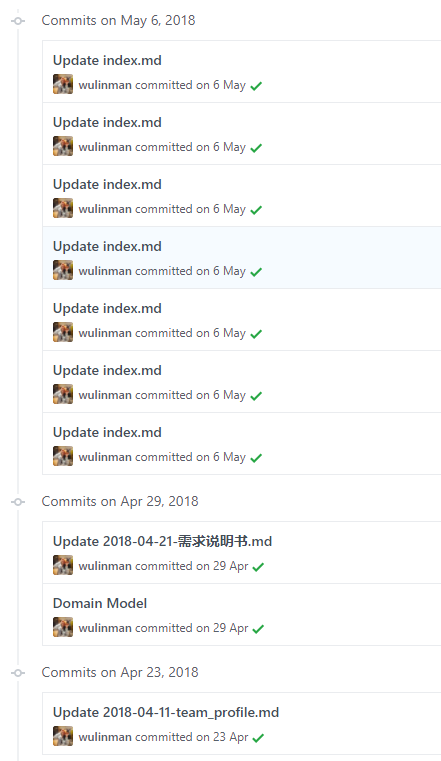 Commits on May 6, 2018
Update index.md
wulinman committed on 6 May
Update index.md
wulinman committed on 6 May
Update index.md
wulinman committed on 6 May
Update index.md
wulinman committed on 6 May
Update index.md
wulinman committed on 6 May
Update index.md
wulinman committed on 6 May
Update index.md
wulinman committed on 6 May
Commits on Apr 29, 2018
Update 2018-04-21-需求说明书.md
wulinman committed on 29 Apr
Domain Model
wulinman committed on 29 Apr
Commits on Apr 23, 2018
Update 2018-04-11-team_profile.md
wulinman committed on 23 Apr